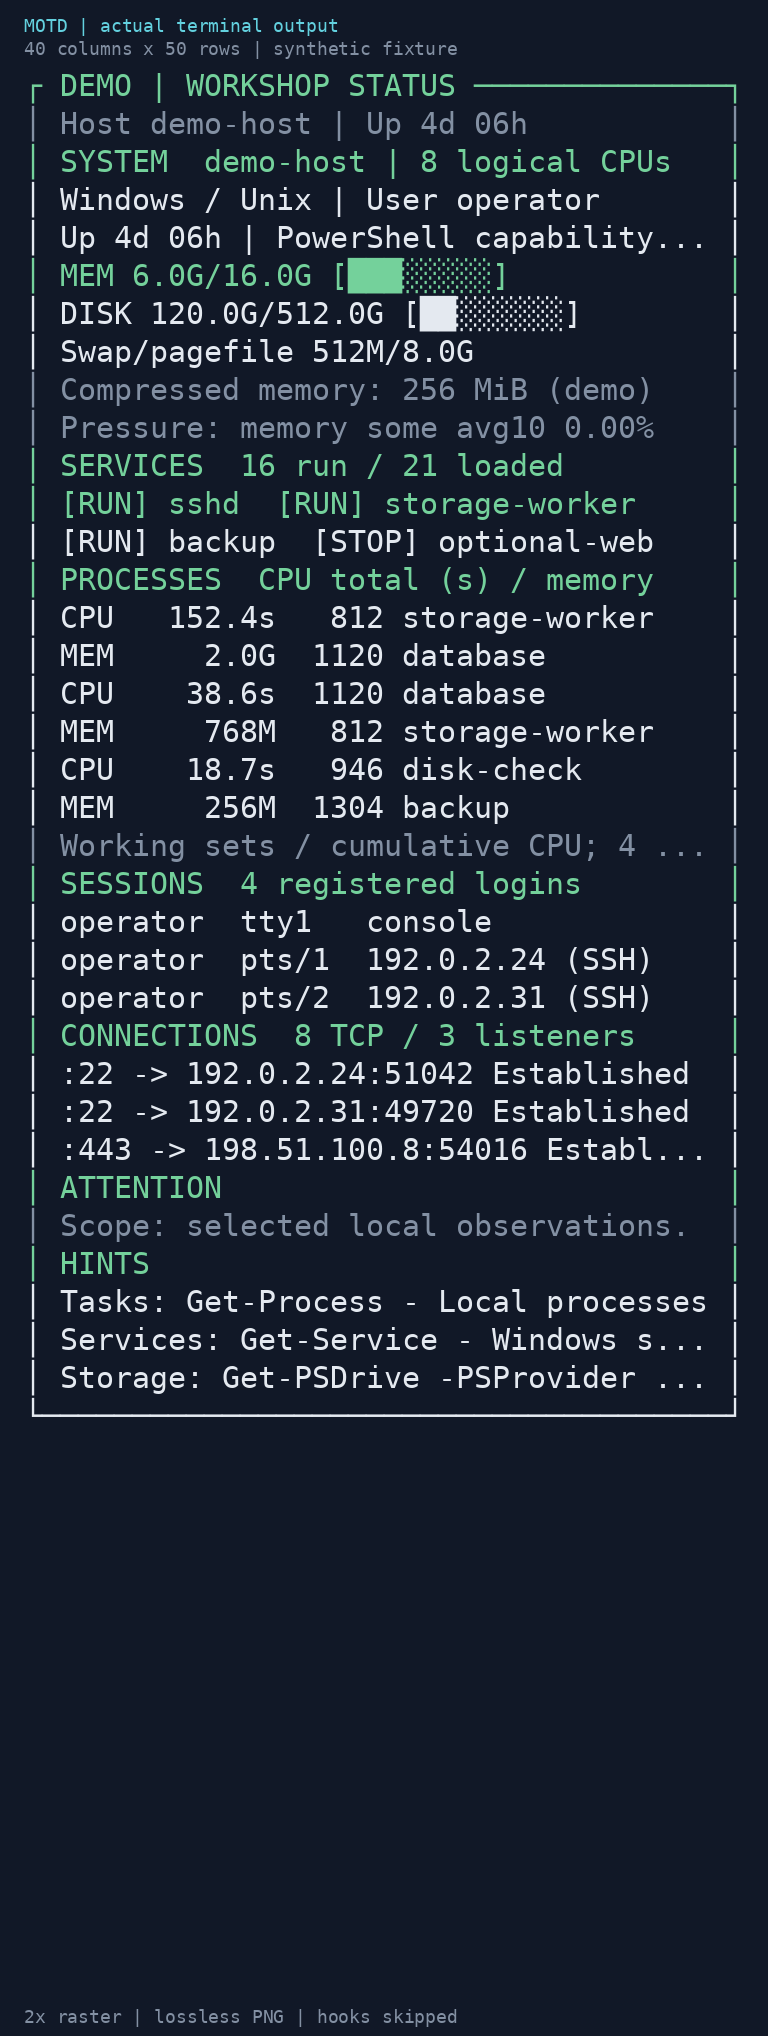 MOTD | actual terminal output
40 columns x 50 rows | synthetic fixture
┌ DEMO | WORKSHOP STATUS ──────────────┐
│ Host demo-host | Up 4d 06h           │
│ SYSTEM  demo-host | 8 logical CPUs   │
│ Windows / Unix | User operator       │
│ Up 4d 06h | PowerShell capability... │
│ MEM 6.0G/16.0G [███░░░░░]            │
│ DISK 120.0G/512.0G [██░░░░░░]        │
│ Swap/pagefile 512M/8.0G              │
│ Compressed memory: 256 MiB (demo)    │
│ Pressure: memory some avg10 0.00%    │
│ SERVICES  16 run / 21 loaded         │
│ [RUN] sshd  [RUN] storage-worker     │
│ [RUN] backup  [STOP] optional-web    │
│ PROCESSES  CPU total (s) / memory    │
│ CPU   152.4s   812 storage-worker    │
│ MEM     2.0G  1120 database          │
│ CPU    38.6s  1120 database          │
│ MEM     768M   812 storage-worker    │
│ CPU    18.7s   946 disk-check        │
│ MEM     256M  1304 backup            │
│ Working sets / cumulative CPU; 4 ... │
│ SESSIONS  4 registered logins        │
│ operator  tty1   console             │
│ operator  pts/1  192.0.2.24 (SSH)    │
│ operator  pts/2  192.0.2.31 (SSH)    │
│ CONNECTIONS  8 TCP / 3 listeners     │
│ :22 -> 192.0.2.24:51042 Established  │
│ :22 -> 192.0.2.31:49720 Established  │
│ :443 -> 198.51.100.8:54016 Establ... │
│ ATTENTION                            │
│ Scope: selected local observations.  │
│ HINTS                                │
│ Tasks: Get-Process - Local processes │
│ Services: Get-Service - Windows s... │
│ Storage: Get-PSDrive -PSProvider ... │
└──────────────────────────────────────┘
2x raster | lossless PNG | hooks skipped